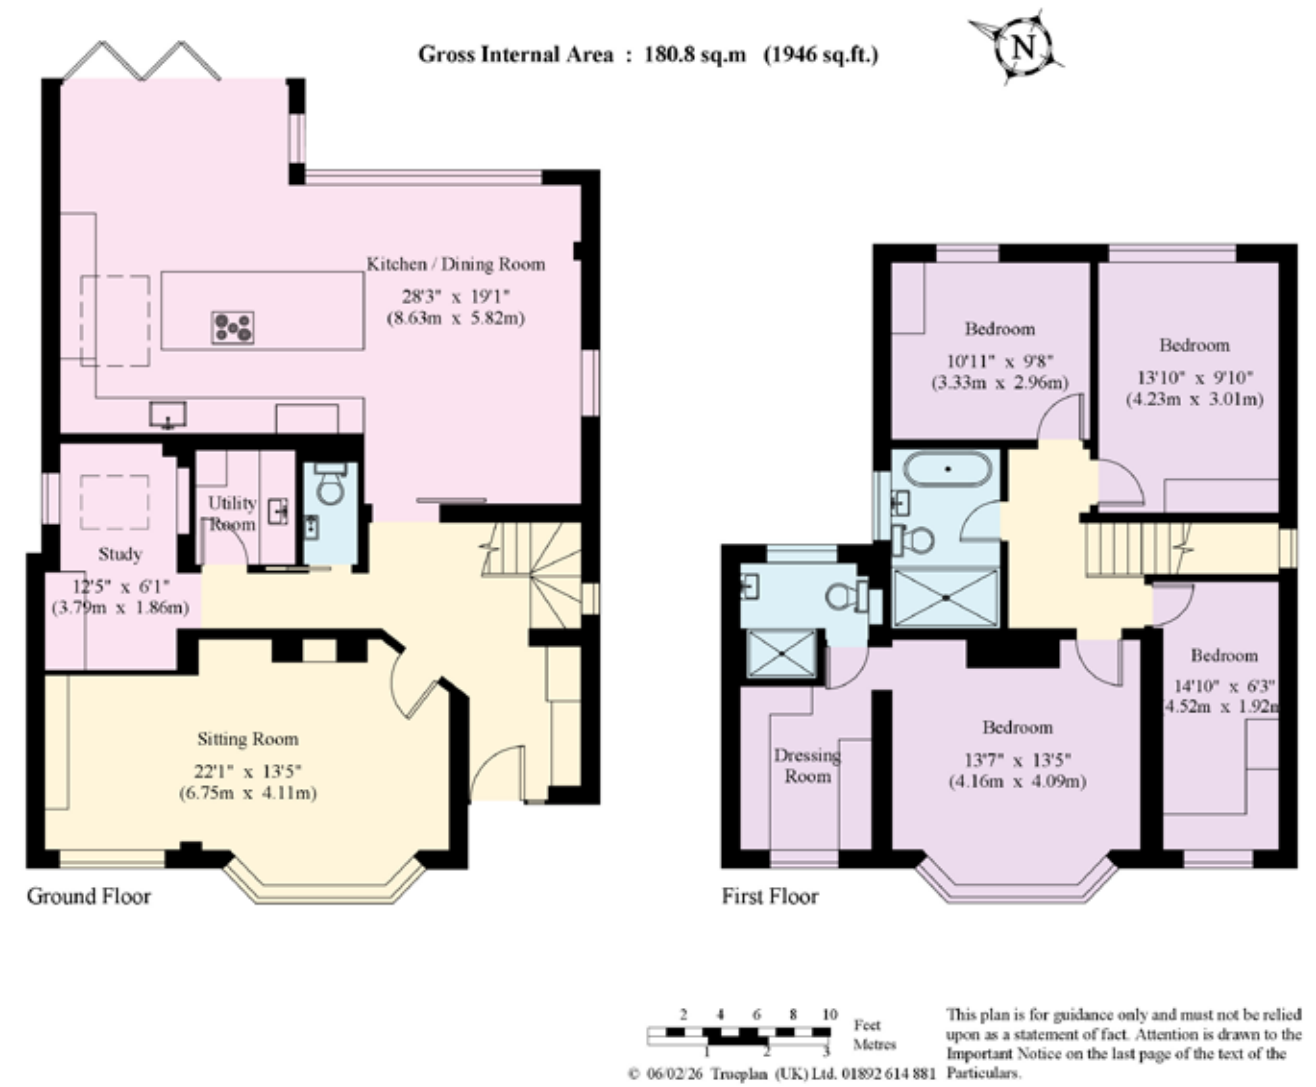 Gross Internal Area : 180.8 sq.m (1946 sq.ft.)
N
Kitchen / Dining Room
28'3" x 19'1"
(8.63m x 5.82m)
Utility
Room
Study
12'5" x 6'1"
(3.79m x 1.86m)
Sitting Room
22'1" x 13'5"
(6.75m x 4.11m)
Ground Floor
Bedroom
10'11" x 9'8"
(3.33m x 2.96m)
Bedroom
13'10" x 9'10"
(4.23m x 3.01m)
Bedroom
14'10" x 6'3"
4.52m x 1.92m
Bedroom
13'7" x 13'5"
(4.16m x 4.09m)
Dressing
Room
First Floor
2 4 6 8 10
Feet
Metres
1 2 3
© 06/02/26 Trueplan (UK) Ltd. 01892 614 881
This plan is for guidance only and must not be relied
upon as a statement of fact. Attention is drawn to the
Important Notice on the last page of the text of the
Particulars.